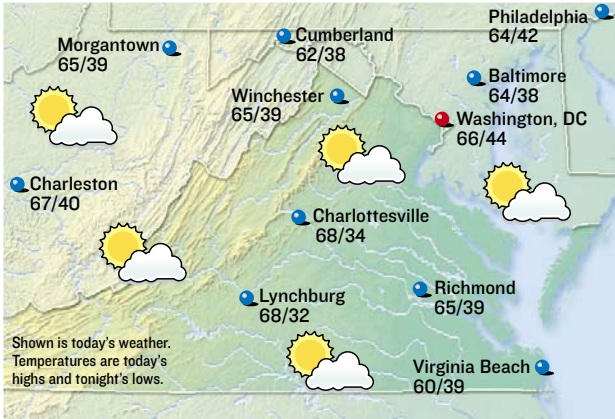 Philadelphia
64/42
Cumberland
62/38
Morgantown
65/39
Baltimore
64/38
Winchester
65/39
Washington, DC
66/44
Charleston
67/40
Charlottesville
68/34
Richmond
65/39
Lynchburg
68/32
Shown is today's weather.
Temperatures are today's
highs and tonight's lows.
Virginia Beach
60/39